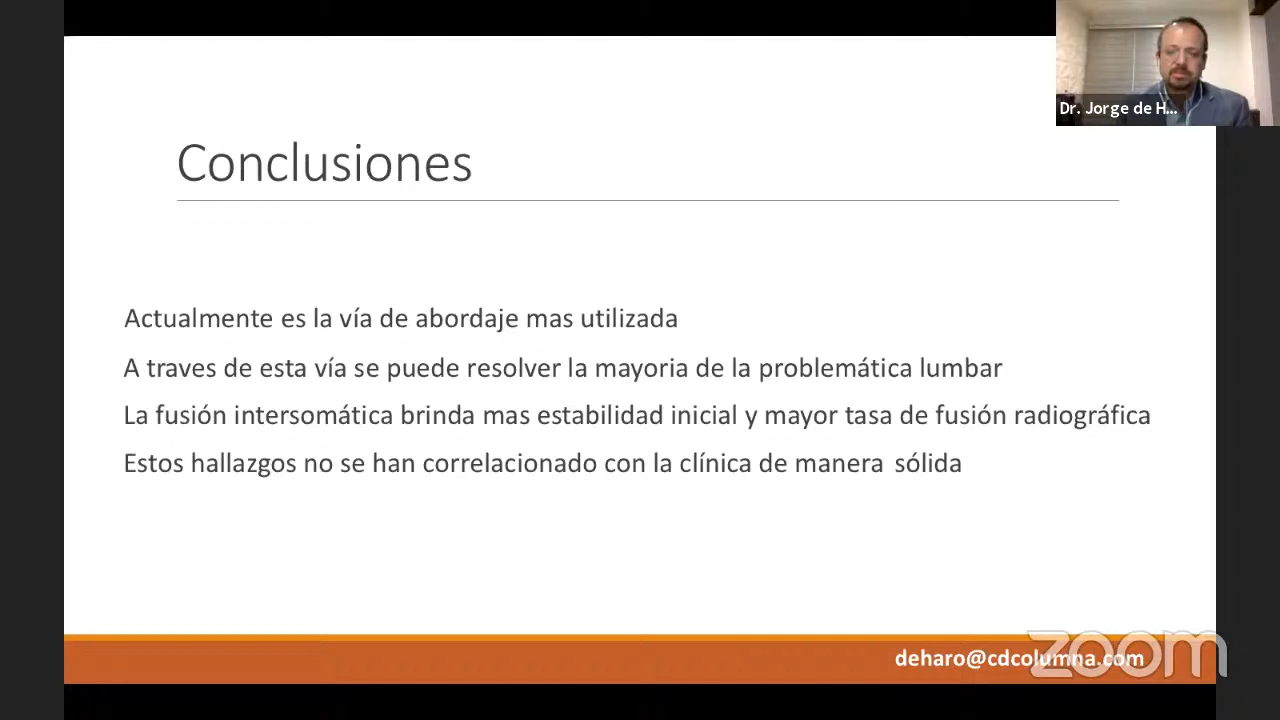 Dr. Jorge de H...
Conclusiones
Actualmente es la vía de abordaje mas utilizada
A traves de esta vía se puede resolver la mayoria de la problemática lumbar
La fusión intersomática brinda mas estabilidad inicial y mayor tasa de fusión radiográfica
Estos hallazgos no se han correlacionado con la clínica de manera sólida
deharo@cdcolumna.com
zoom